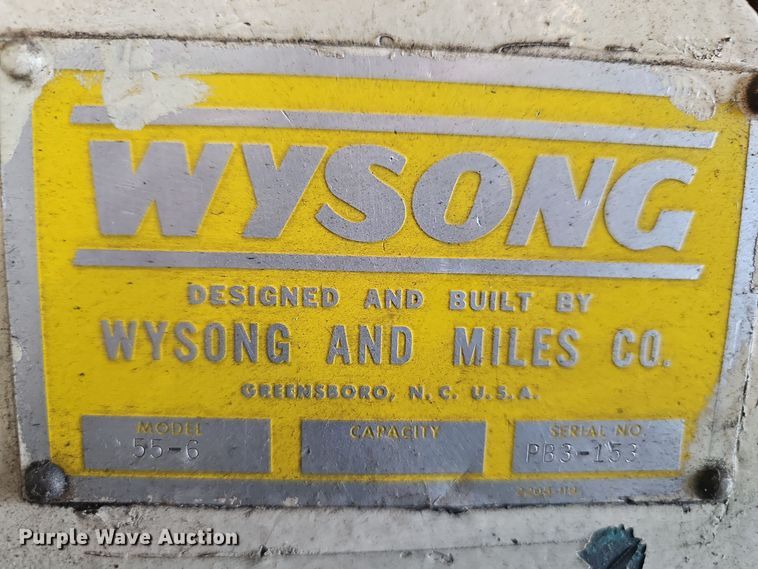 WYSONG
DESIGNED AND BUILT BY
WYSONG AND MILES CO.
GREENSBORO, N. C. U.S.A.
MODEL CAPACITY SERIAL NO.
55-6 PB3-153
Purple Wave Auction